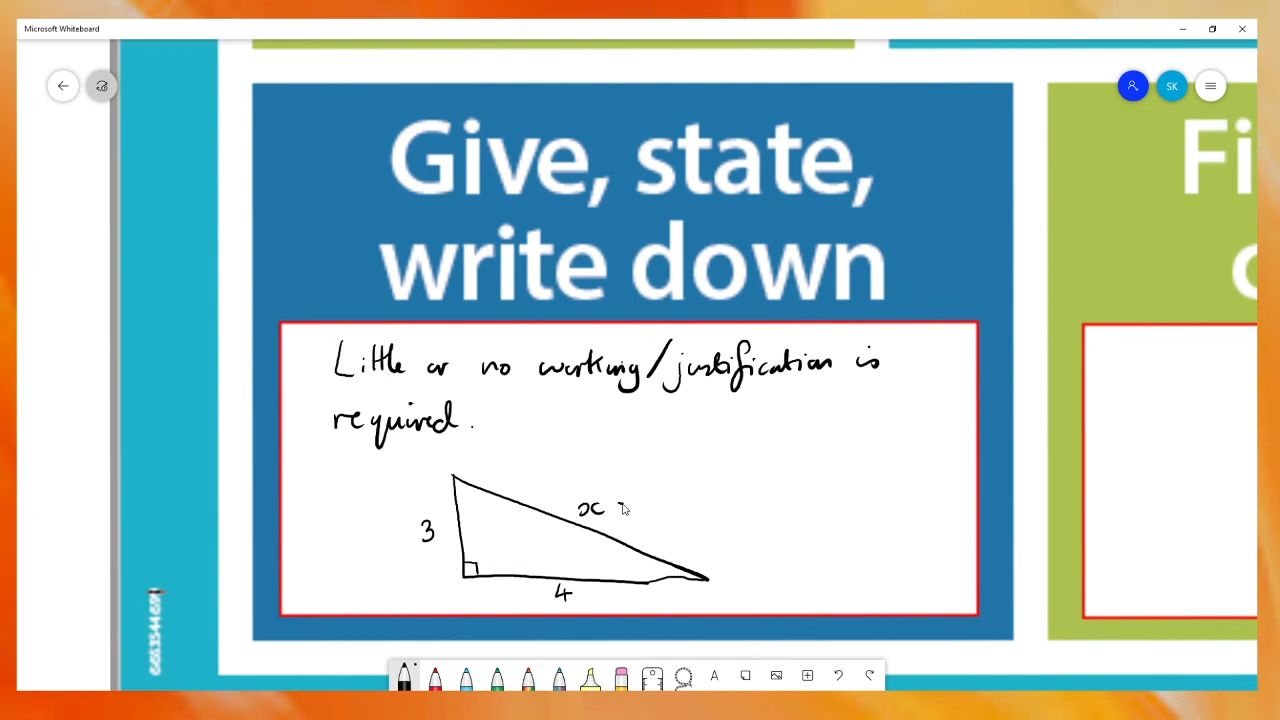 Microsoft Whiteboard
SK
Give, state,
write down
Fi
Little or no working/justification is
required.
x
3
4
A